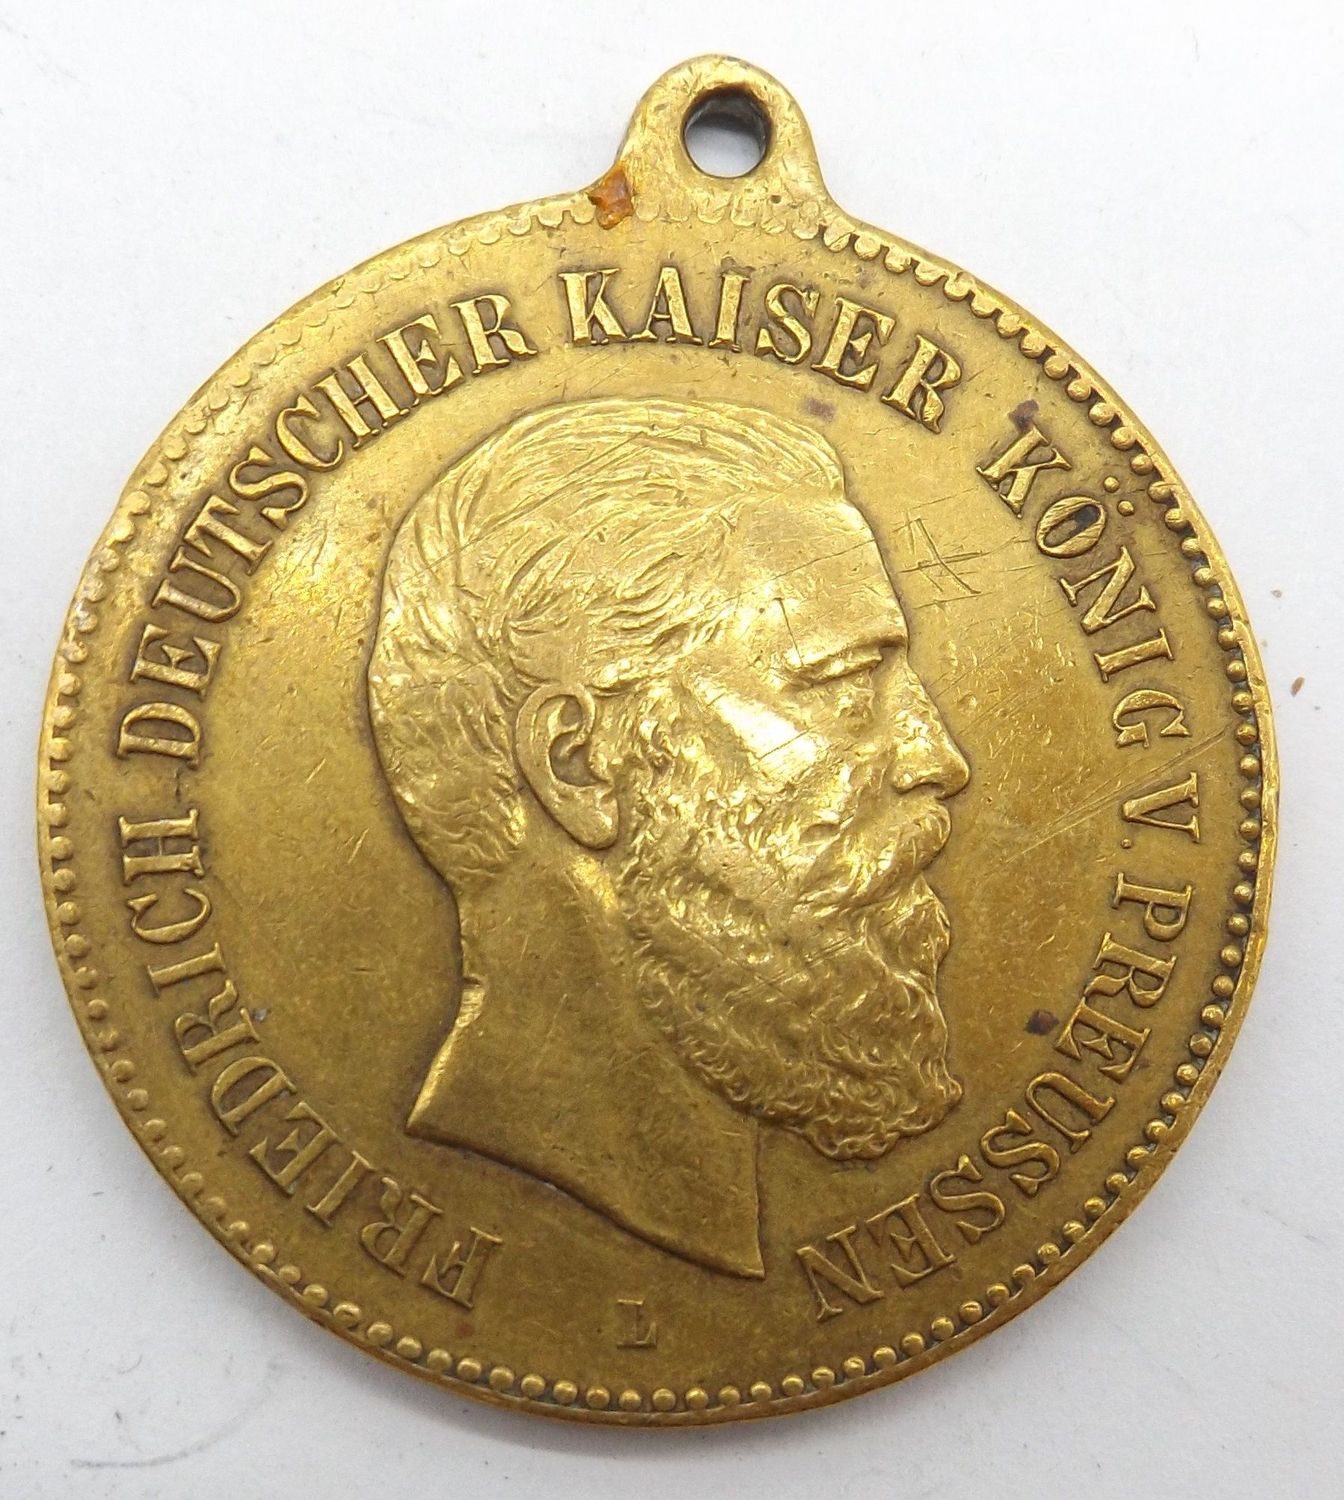 FRIEDRICH DEUTSCHER KAISER KÖNIG V. PREUSSEN
L